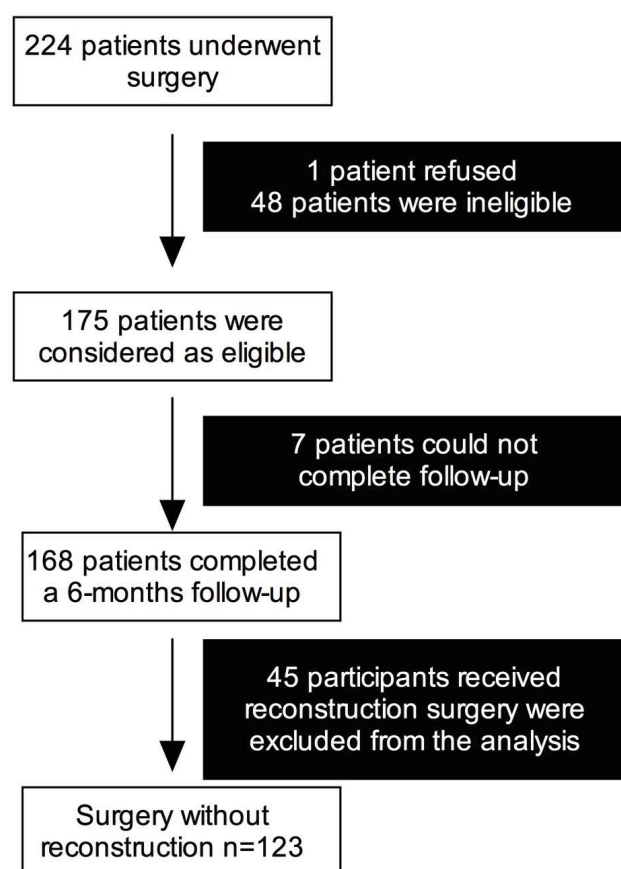 224 patients underwent
surgery
1 patient refused
48 patients were ineligible
175 patients were
considered as eligible
7 patients could not
complete follow-up
168 patients completed
a 6-months follow-up
45 participants received
reconstruction surgery were
excluded from the analysis
Surgery without
reconstruction n=123